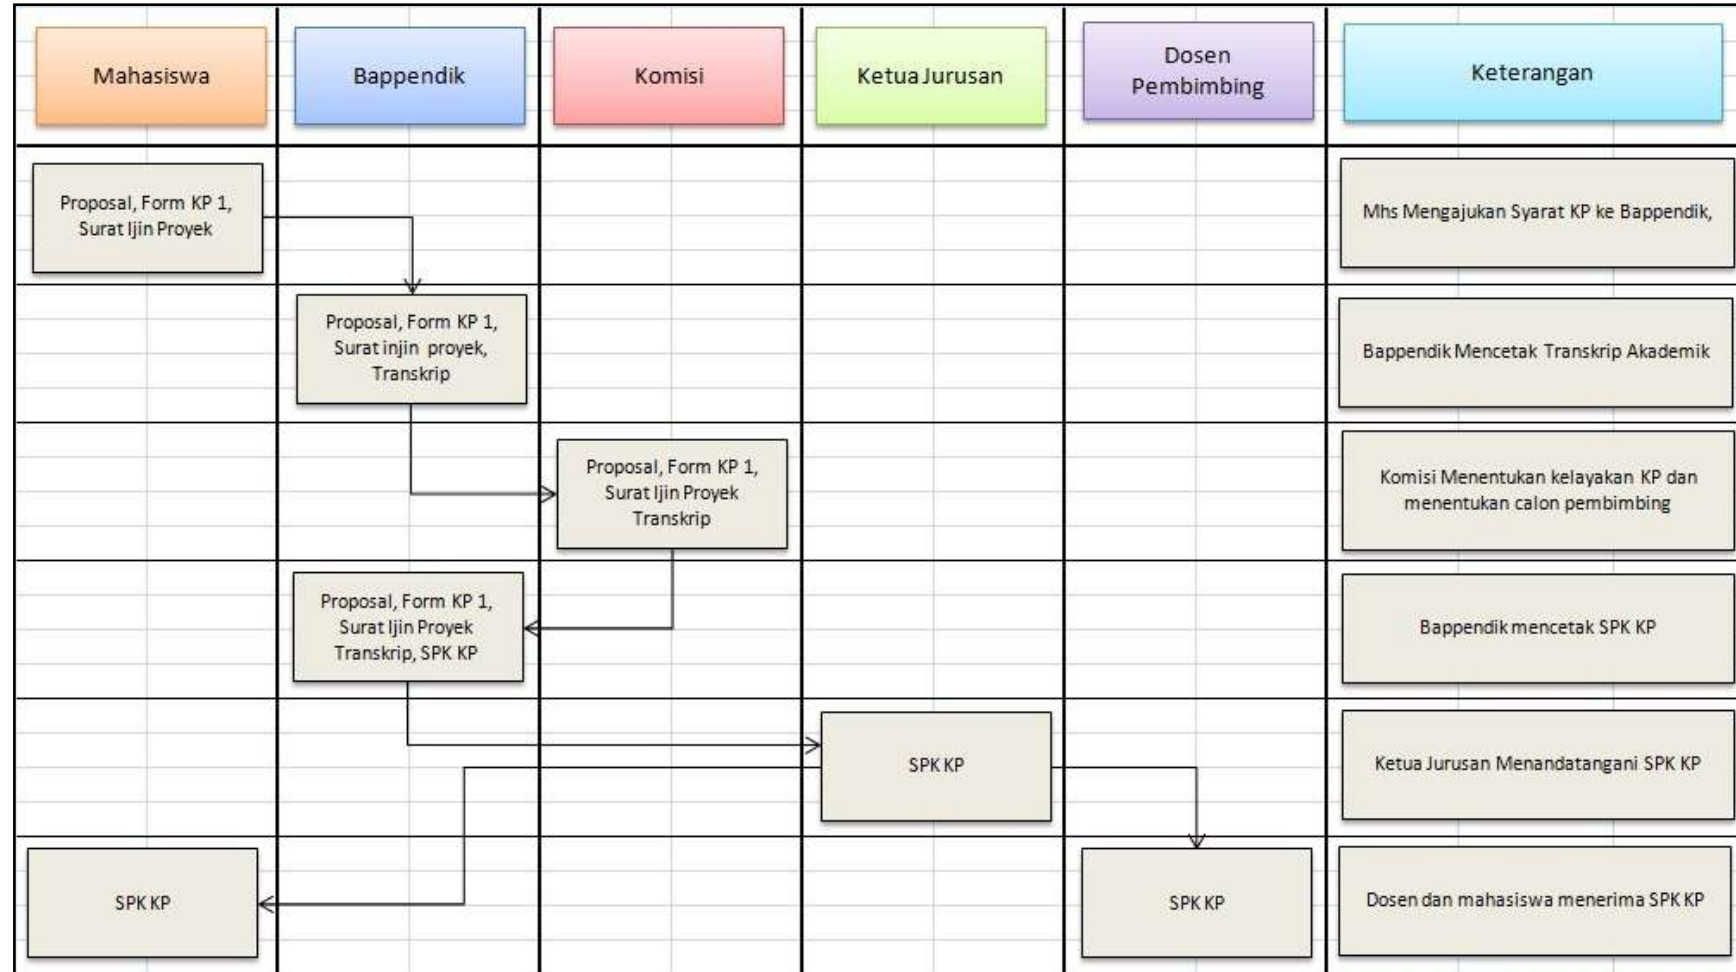 Mahasiswa
Bappendik
Komisi
Ketua Jurusan
Dosen
Pembimbing
Keterangan
Proposal, Form KP 1,
Surat Ijin Proyek
Mhs Mengajukan Syarat KP ke Bappendik,
Proposal, Form KP 1,
Surat injin proyek,
Transkrip
Bappendik Mencetak Transkrip Akademik
Proposal, Form KP 1,
Surat Ijin Proyek
Transkrip
Komisi Menentukan kelayakan KP dan
menentukan calon pembimbing
Proposal, Form KP 1,
Surat Ijin Proyek
Transkrip, SPK KP
Bappendik mencetak SPK KP
SPK KP
Ketua Jurusan Menandatangani SPK KP
SPK KP
SPK KP
Dosen dan mahasiswa menerima SPK KP